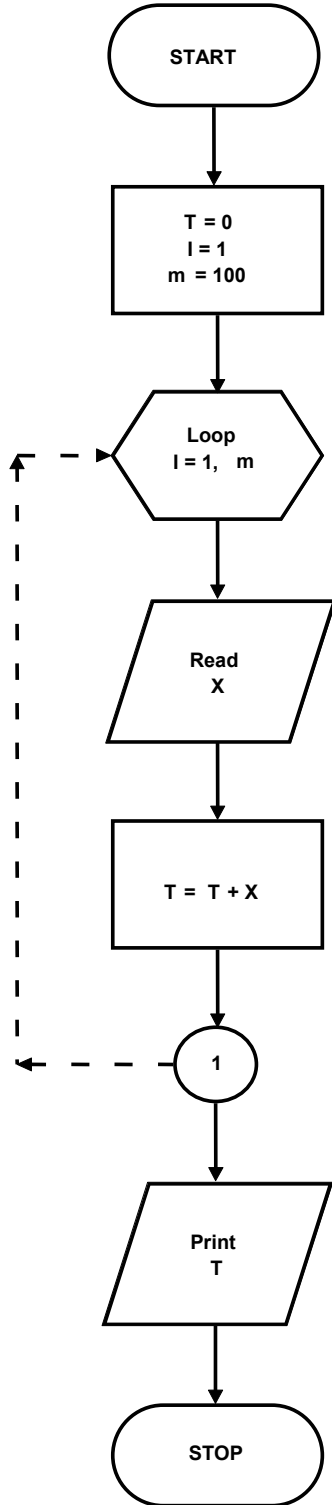 START
T = 0
I = 1
m = 100
Loop
I = 1, m
Read
X
T = T + X
1
Print
T
STOP